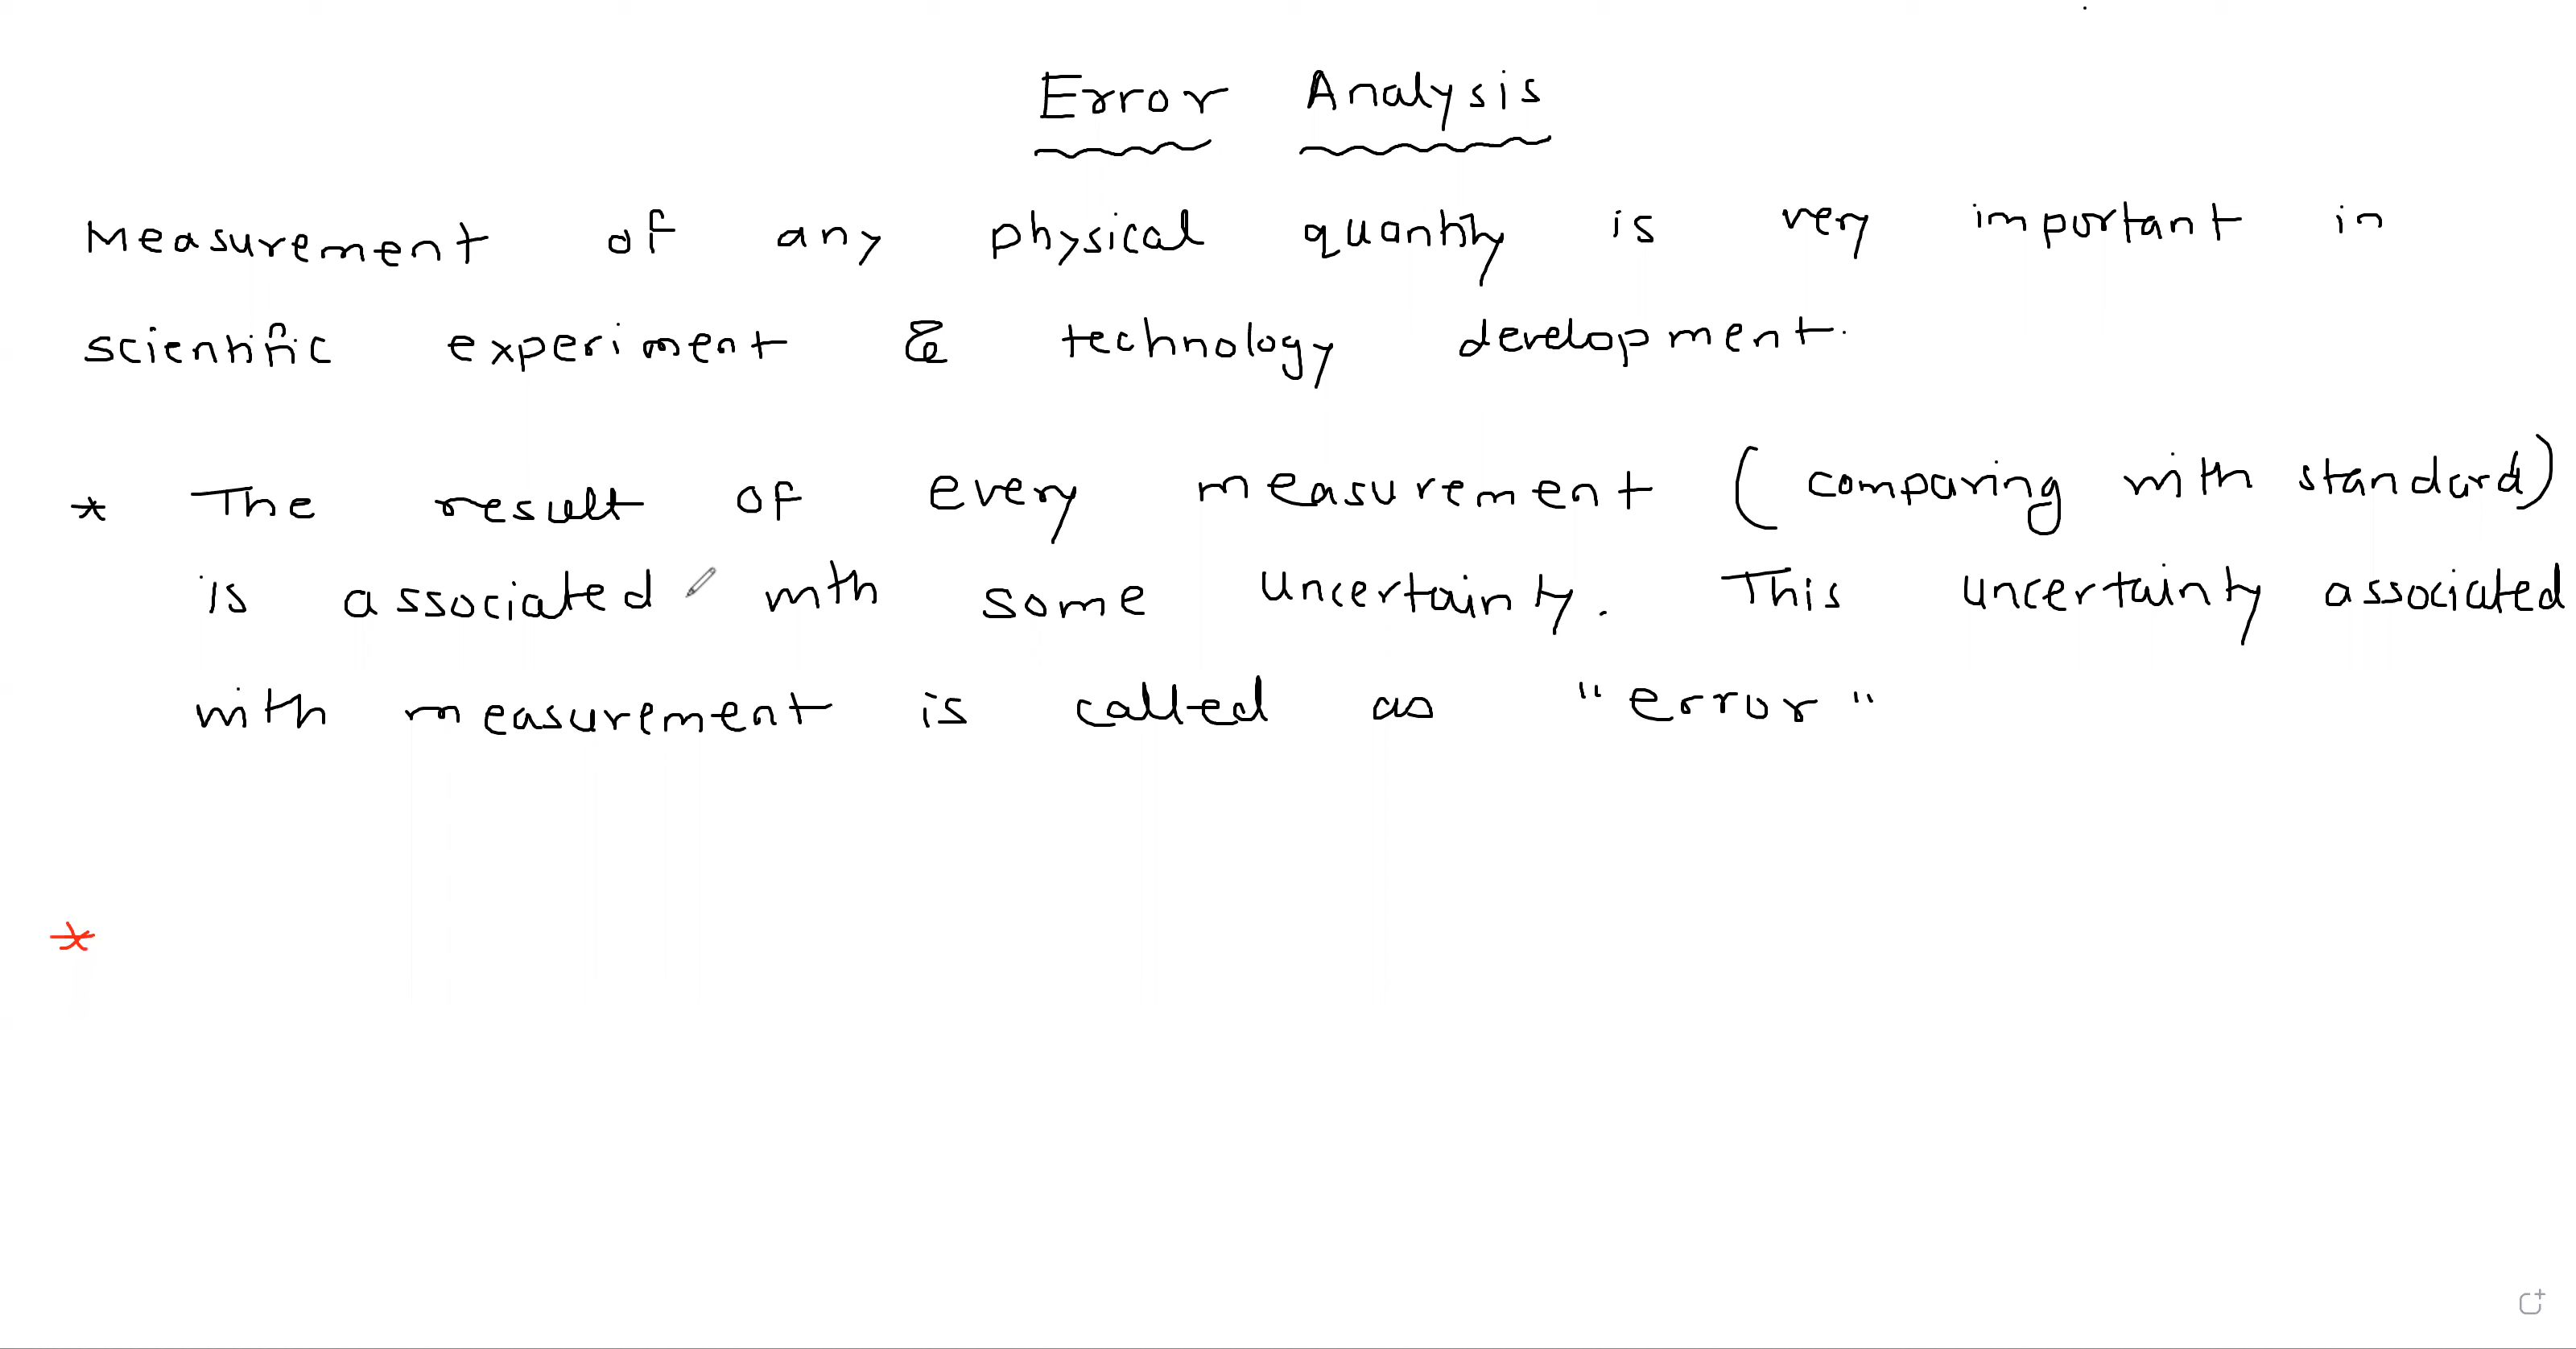 Error Analysis
Measurement of any physical quantity is very important in
scientific experiment & technology development.
* The result of every measurement (comparing with standard)
is associated with some uncertainty. This uncertainty associated
with measurement is called as "error"
*